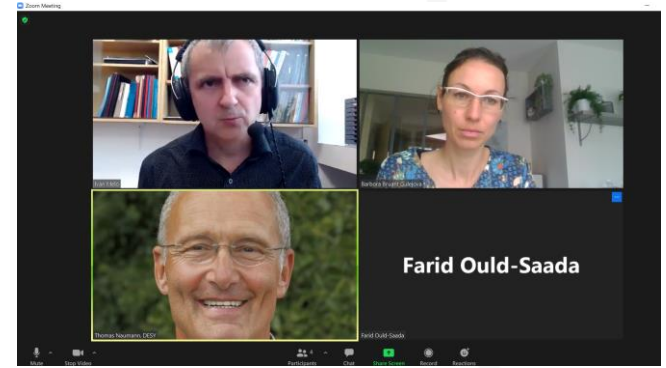 Zoom Meeting
Thomas Naumann, DESY
Farid Ould-Saada
Farid Ould-Saada
Mute
Stop Video
Participants
4
Chat
Share Screen
Record
Reactions